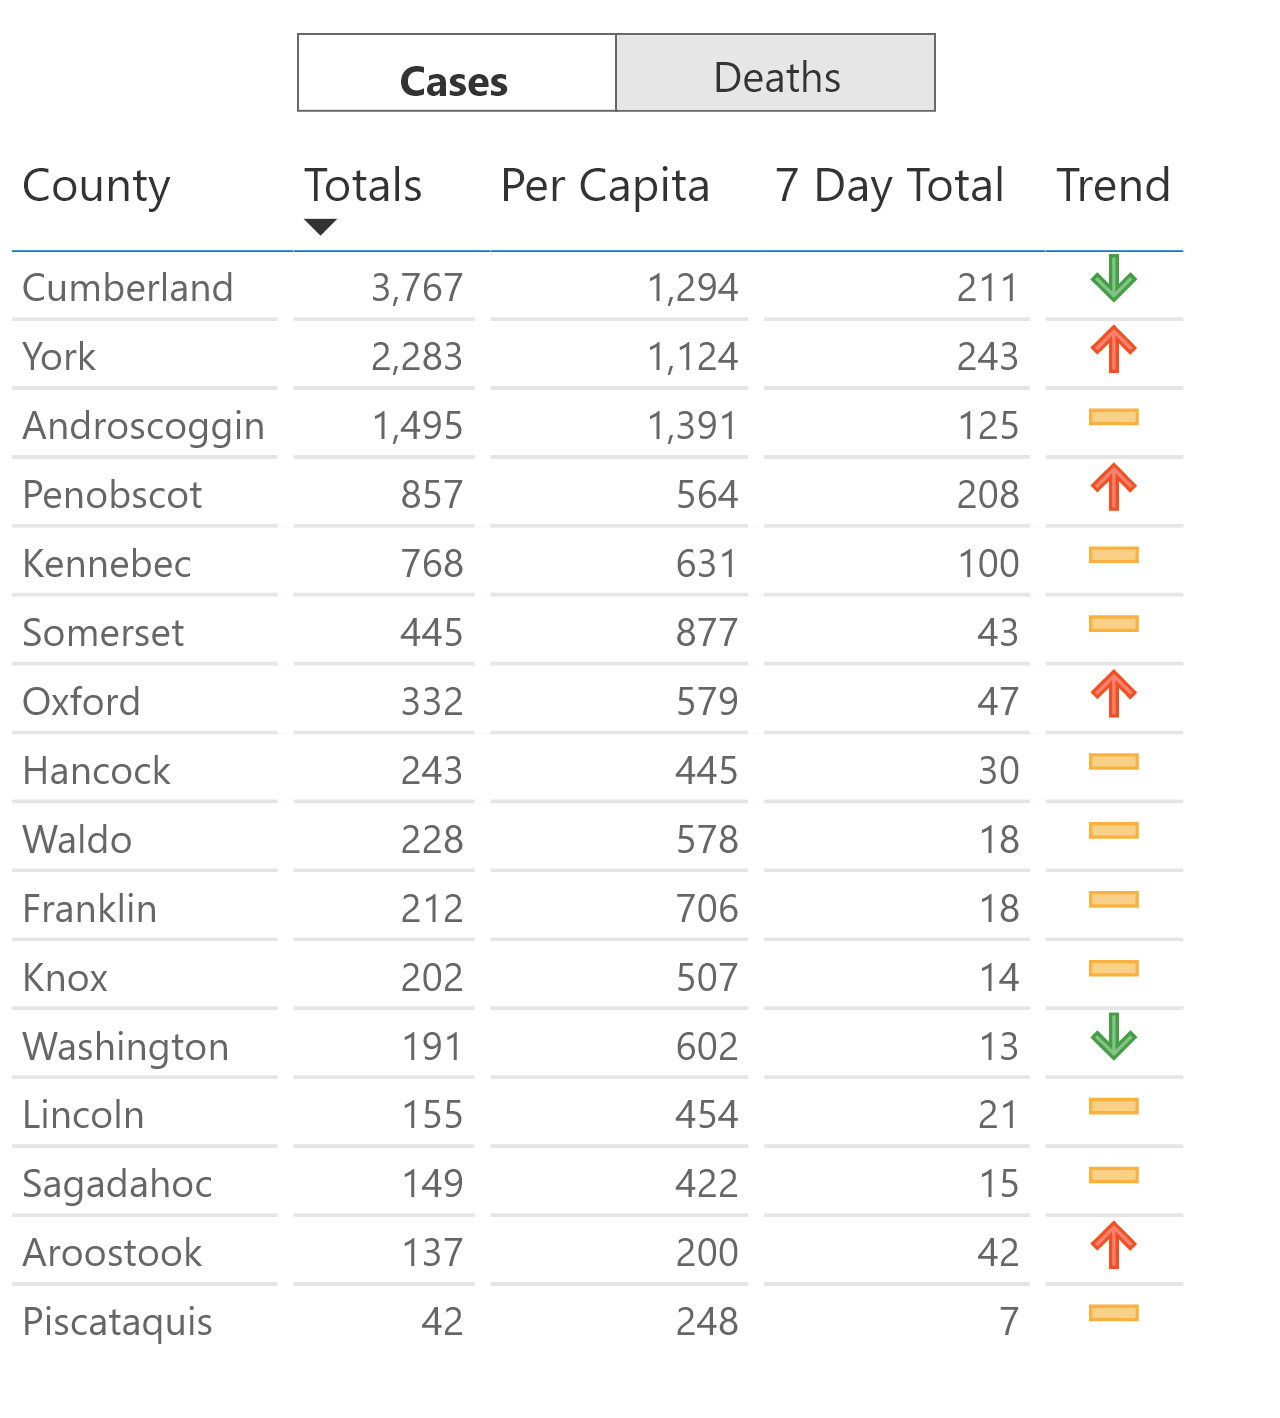 Cases Deaths
County Totals Per Capita 7 Day Total Trend
Cumberland 3,767 1,294 211
York 2,283 1,124 243
Androscoggin 1,495 1,391 125
Penobscot 857 564 208
Kennebec 768 631 100
Somerset 445 877 43
Oxford 332 579 47
Hancock 243 445 30
Waldo 228 578 18
Franklin 212 706 18
Knox 202 507 14
Washington 191 602 13
Lincoln 155 454 21
Sagadahoc 149 422 15
Aroostook 137 200 42
Piscataquis 42 248 7